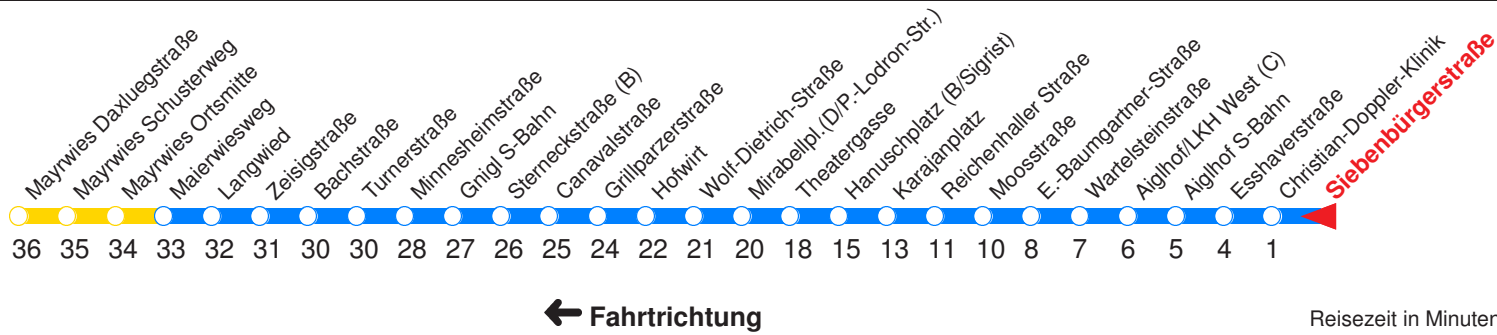 Mayrwies Daxluegstraße
Mayrwies Schusterweg
Mayrwies Ortsmitte
Maierwiesweg
Langwied
Zeisigstraße
Bachstraße
Turnerstraße
Minnesheimstraße
Gnigl S-Bahn
Sterneckstraße (B)
Canavalstraße
Grillparzerstraße
Hofwirt
Wolf-Dietrich-Straße
Mirabellpl.(D/P.-Lodron-Str.)
Theatergasse
Hanuschplatz (B/Sigrist)
Karajanplatz
Reichenhaller Straße
Moosstraße
E.-Baumgartner-Straße
Wartelsteinstraße
Aiglhof/LKH West (C)
Aiglhof S-Bahn
Esshaverstraße
Christian-Doppler-Klinik
Siebenbürgerstraße
36 35 34 33 32 31 30 30 28 27 26 25 24 22 21 20 18 15 13 11 10 8 7 6 5 4 1
Fahrtrichtung
Reisezeit in Minuten